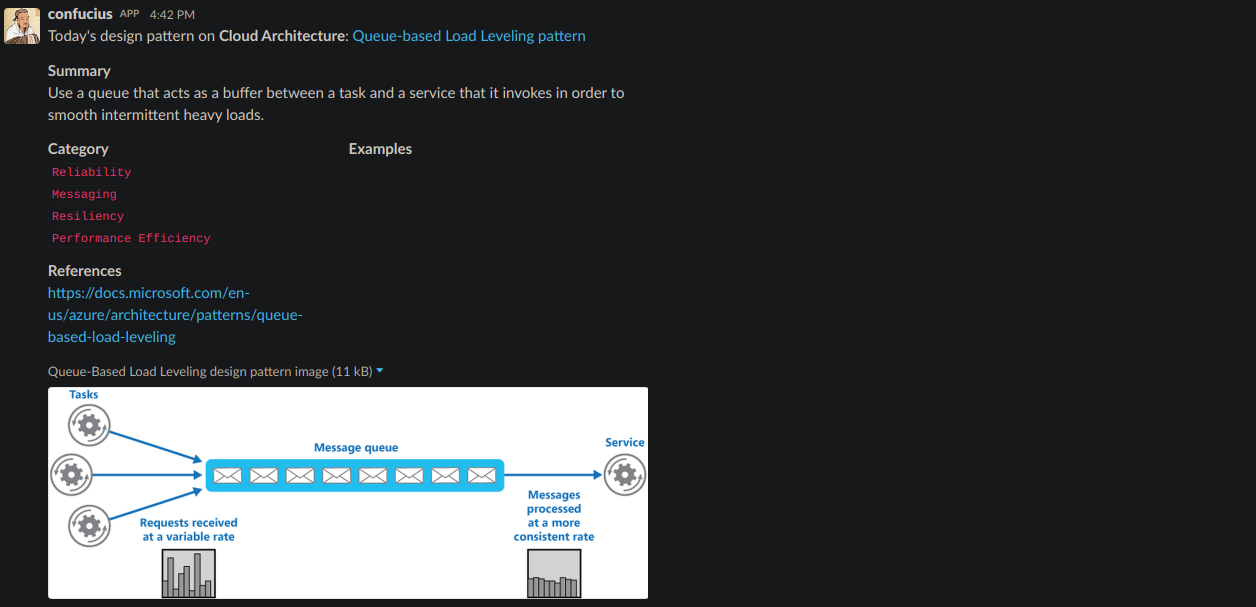 confucius APP 4:42 PM
Today's design pattern on Cloud Architecture: Queue-based Load Leveling pattern
Summary
Use a queue that acts as a buffer between a task and a service that it invokes in order to
smooth intermittent heavy loads.
Category
Examples
Reliability
Messaging
Resiliency
Performance Efficiency
References
https://docs.microsoft.com/en-
us/azure/architecture/patterns/queue-
based-load-leveling
Queue-Based Load Leveling design pattern image (11 kB)
Tasks
Message queue
Service
Requests received
at a variable rate
Messages
processed
at a more
consistent rate